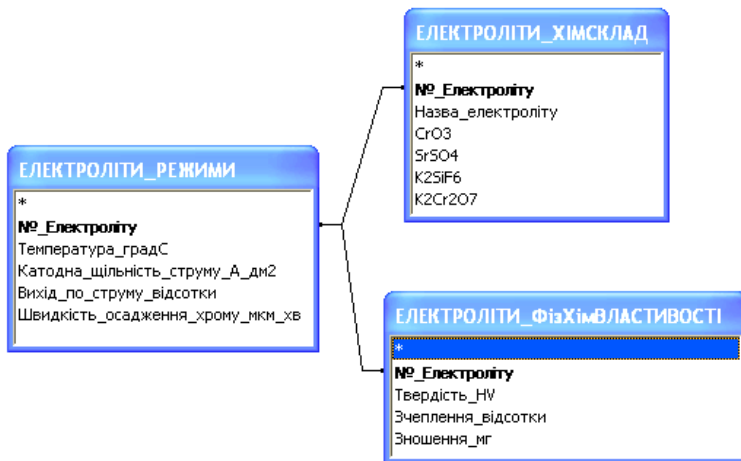 ЕЛЕКТРОЛІТИ_ХІМСКЛАД
*
№_Електроліту
Назва_електроліту
CrO3
SrSO4
K2SiF6
K2Cr2O7
ЕЛЕКТРОЛІТИ_РЕЖИМИ
*
№_Електроліту
Температура_градС
Катодна_щільність_струму_А_дм2
Вихід_по_струму_відсотки
Швидкість_осадження_хрому_мкм_хв
ЕЛЕКТРОЛІТИ_ФізХімВЛАСТИВОСТІ
*
№_Електроліту
Твердість_HV
Зчеплення_відсотки
Зношення_мг